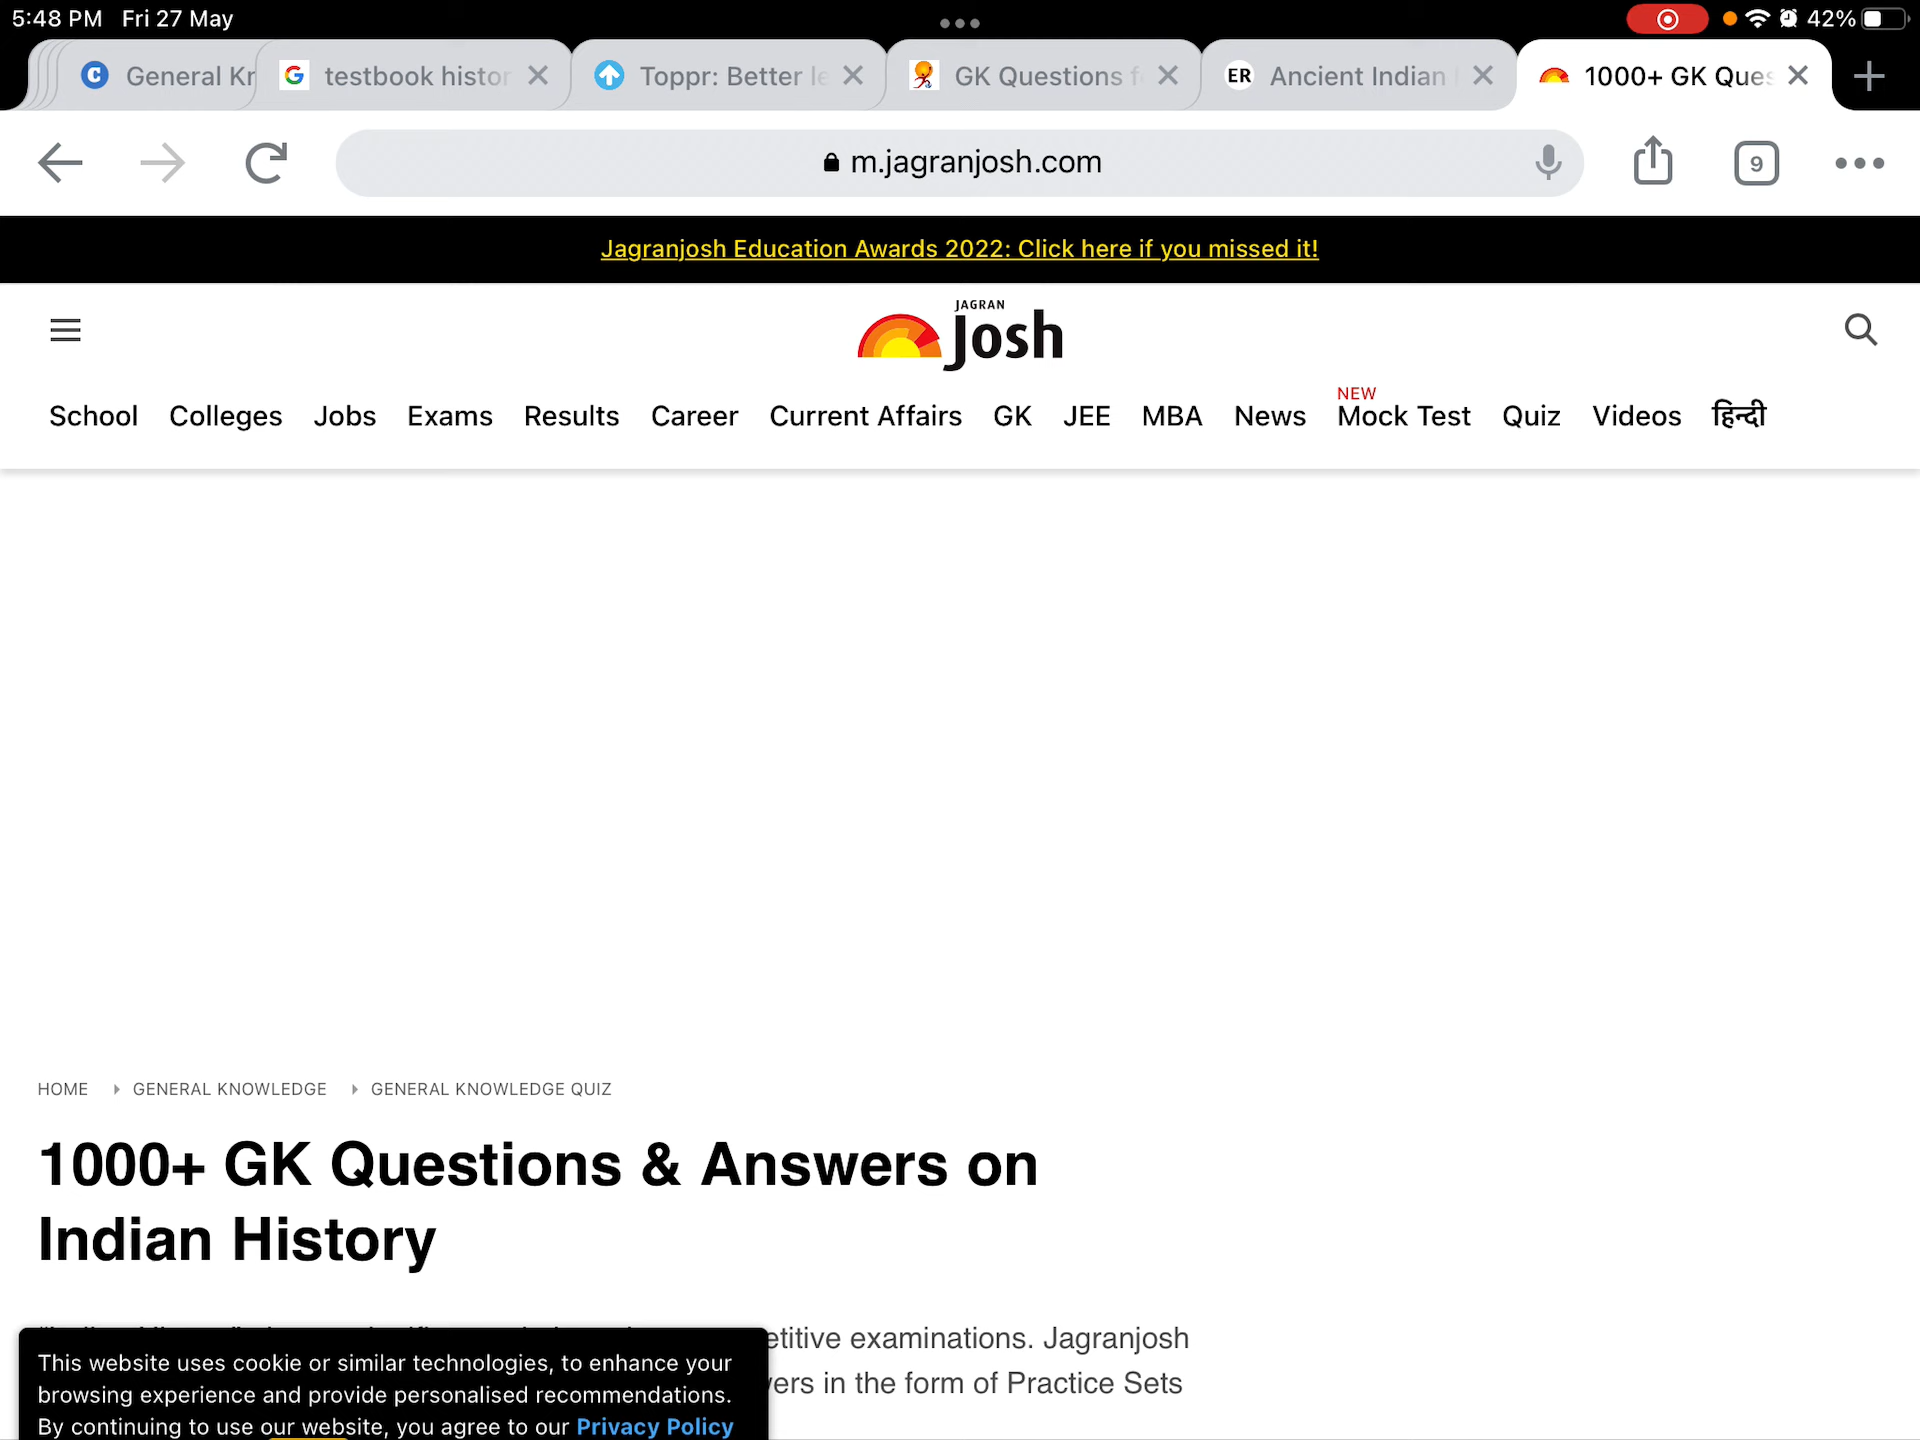 5:48 PM Fri 27 May
42%
General Kr
testbook histor
Toppr: Better le
GK Questions f
ER Ancient Indian
1000+ GK Ques
m.jagranjosh.com
9
Jagranjosh Education Awards 2022: Click here if you missed it!
JAGRAN
Josh
School Colleges Jobs Exams Results Career Current Affairs GK JEE MBA News NEW Mock Test Quiz Videos हिन्दी
HOME GENERAL KNOWLEDGE GENERAL KNOWLEDGE QUIZ
1000+ GK Questions & Answers on
Indian History
etitive examinations. Jagranjosh
ers in the form of Practice Sets
This website uses cookie or similar technologies, to enhance your
browsing experience and provide personalised recommendations.
By continuing to use our website, you agree to our Privacy Policy